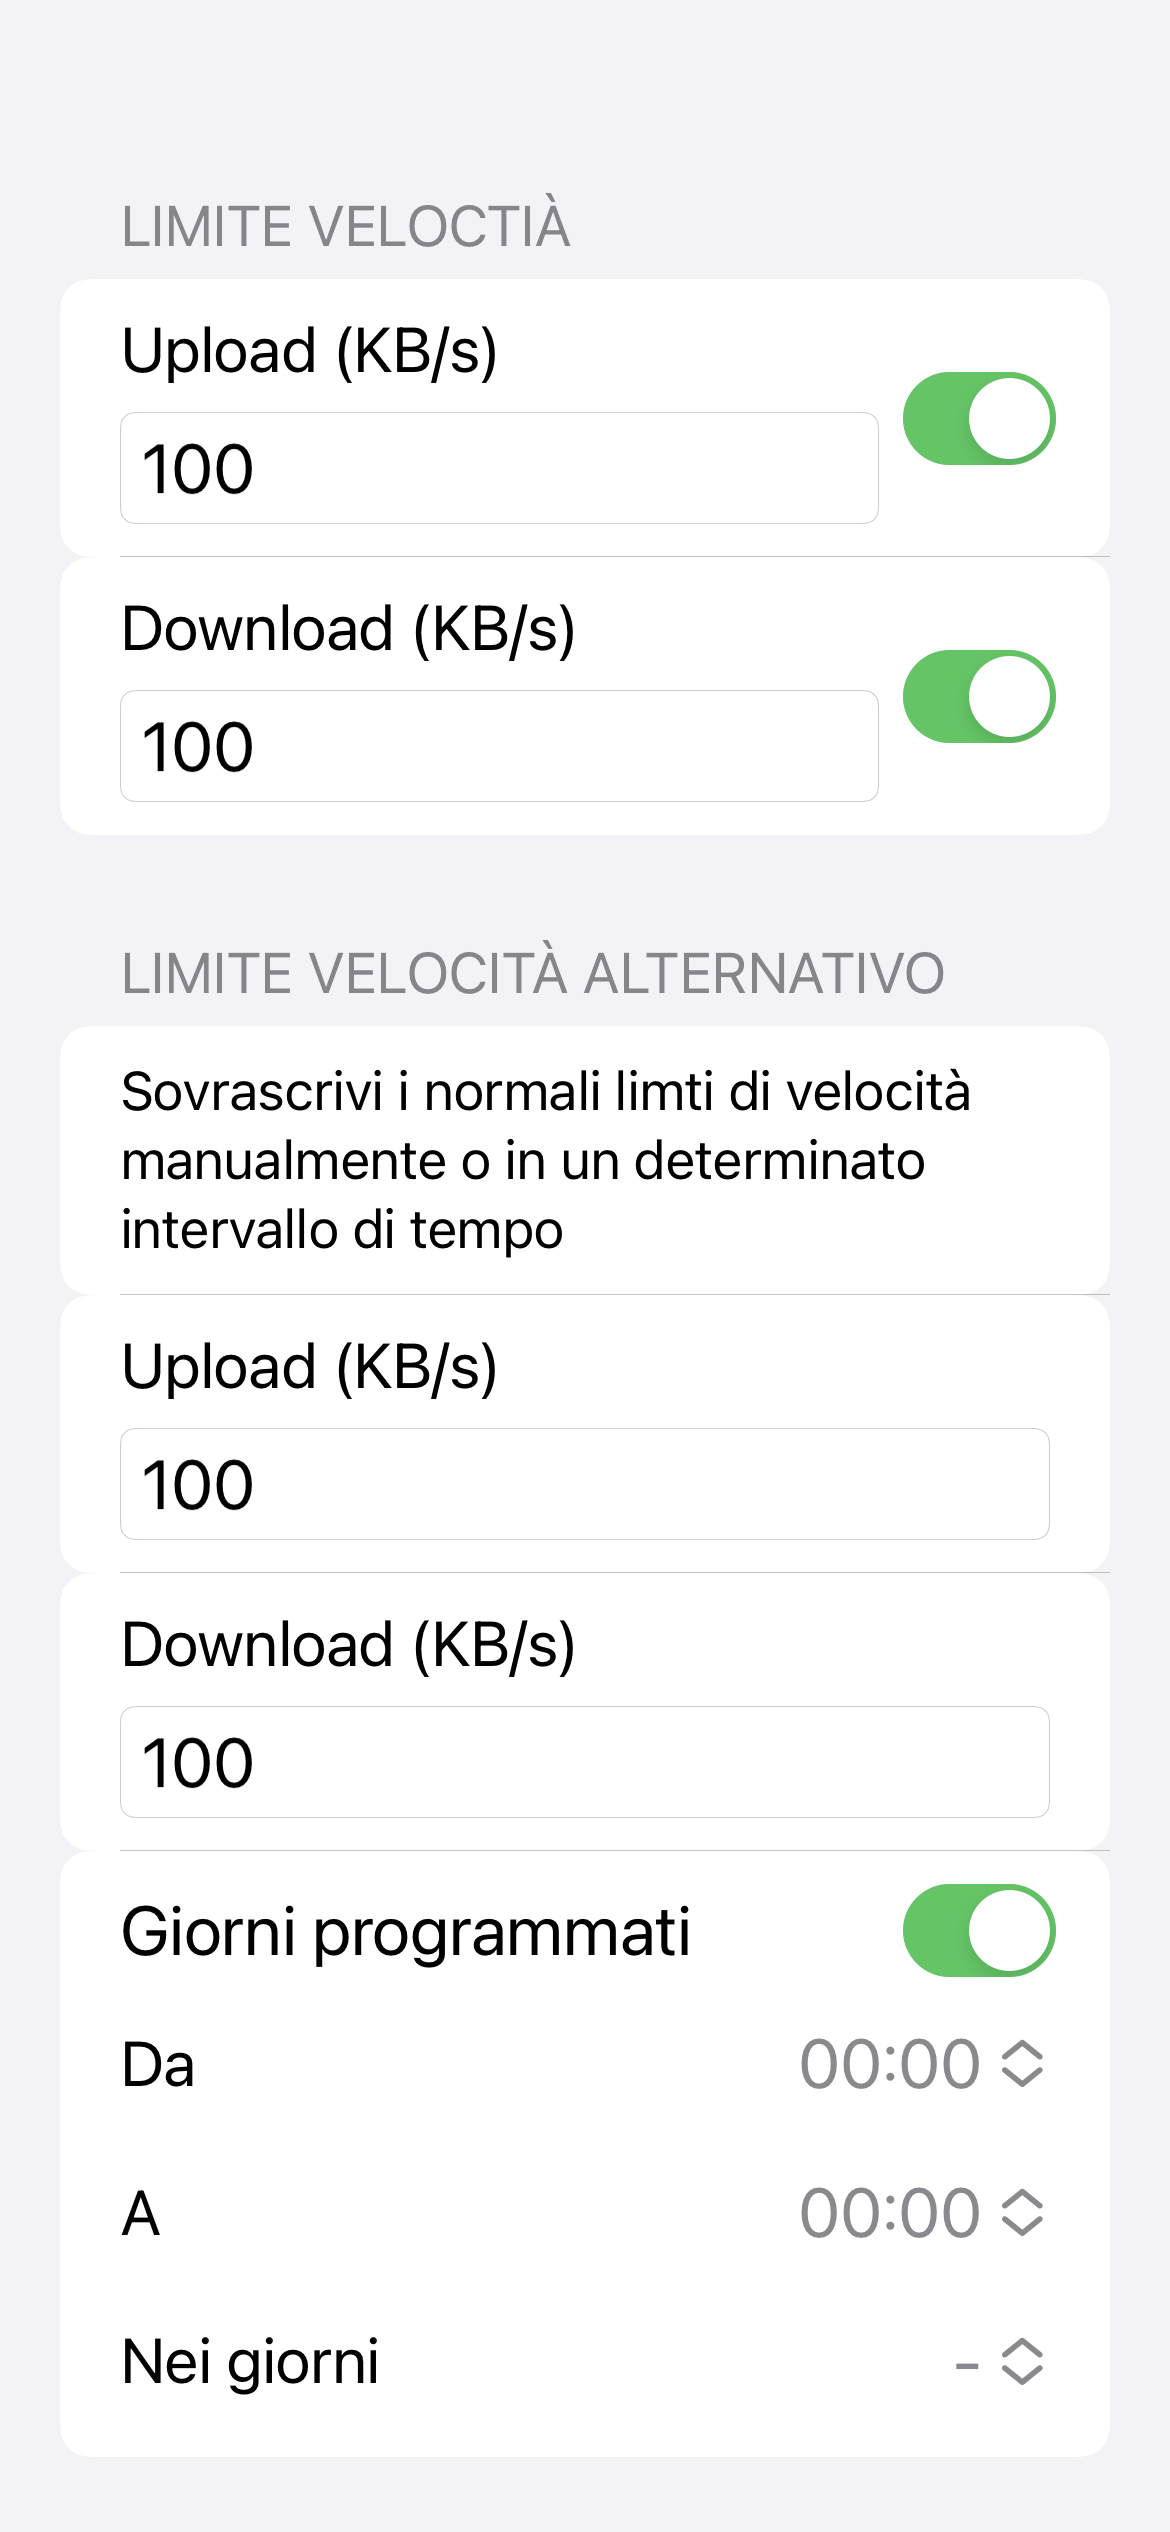 LIMITE VELOCTIÀ
Upload (KB/s)
100
Download (KB/s)
100
LIMITE VELOCITÀ ALTERNATIVO
Sovrascrivi i normali limti di velocità
manualmente o in un determinato
intervallo di tempo
Upload (KB/s)
100
Download (KB/s)
100
Giorni programmati
Da 00:00
A 00:00
Nei giorni -